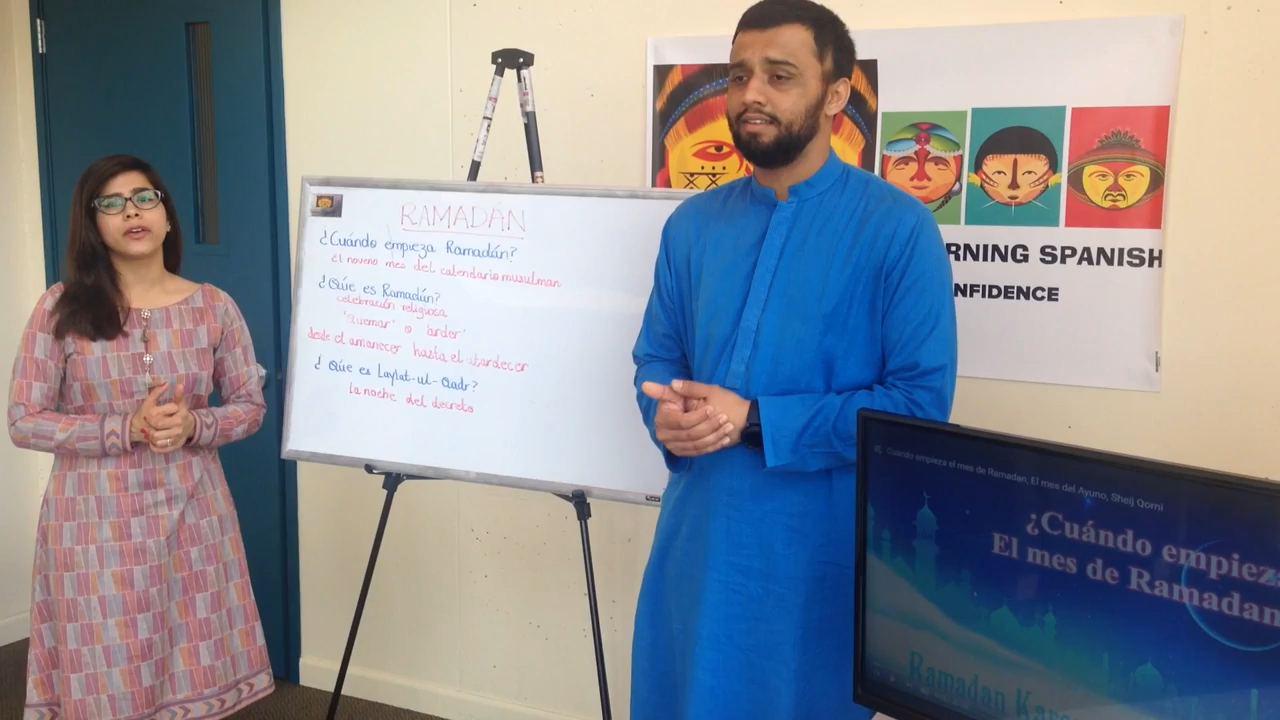 RAMADÁN
¿Cuándo empieza Ramadán?
El noveno mes del calendario musulman
¿Qúe es Ramadán?
celebración religiosa
'quemar' o 'arder'
desde el amanecer hasta el atardecer
¿Qúe es Laylat-ul-Qadr?
la noche del decreto
RNING SPANISH
NFIDENCE
Cuándo empieza el mes de Ramadan, El mes del Ayuno, Sheij Qomi
¿Cuándo empiez
El mes de Ramadan
Ramadan Kar